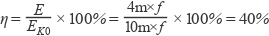 η = E/E_K0 × 100% = 4m×f/10m×f × 100% = 40%